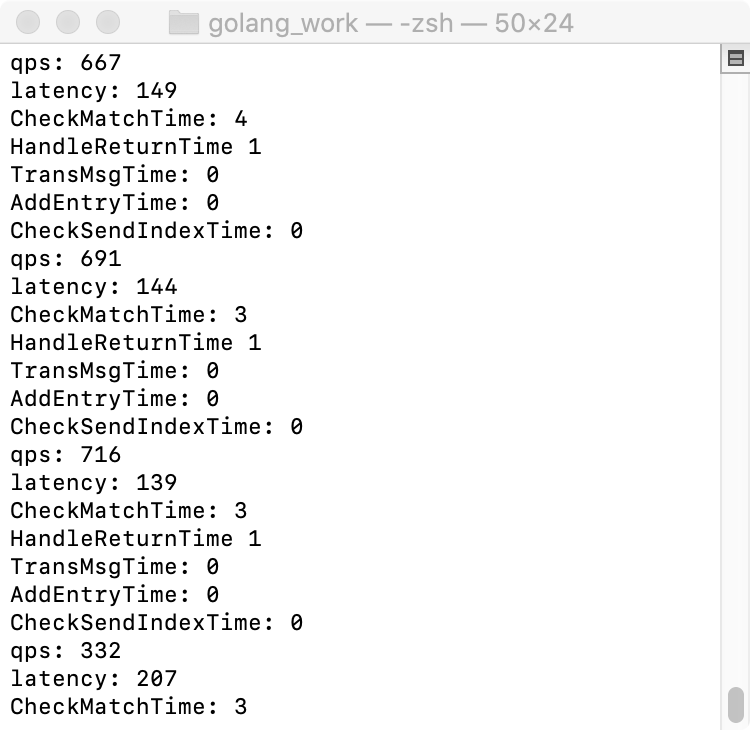 golang_work — -zsh — 50×24
qps: 667
latency: 149
CheckMatchTime: 4
HandleReturnTime 1
TransMsgTime: 0
AddEntryTime: 0
CheckSendIndexTime: 0
qps: 691
latency: 144
CheckMatchTime: 3
HandleReturnTime 1
TransMsgTime: 0
AddEntryTime: 0
CheckSendIndexTime: 0
qps: 716
latency: 139
CheckMatchTime: 3
HandleReturnTime 1
TransMsgTime: 0
AddEntryTime: 0
CheckSendIndexTime: 0
qps: 332
latency: 207
CheckMatchTime: 3